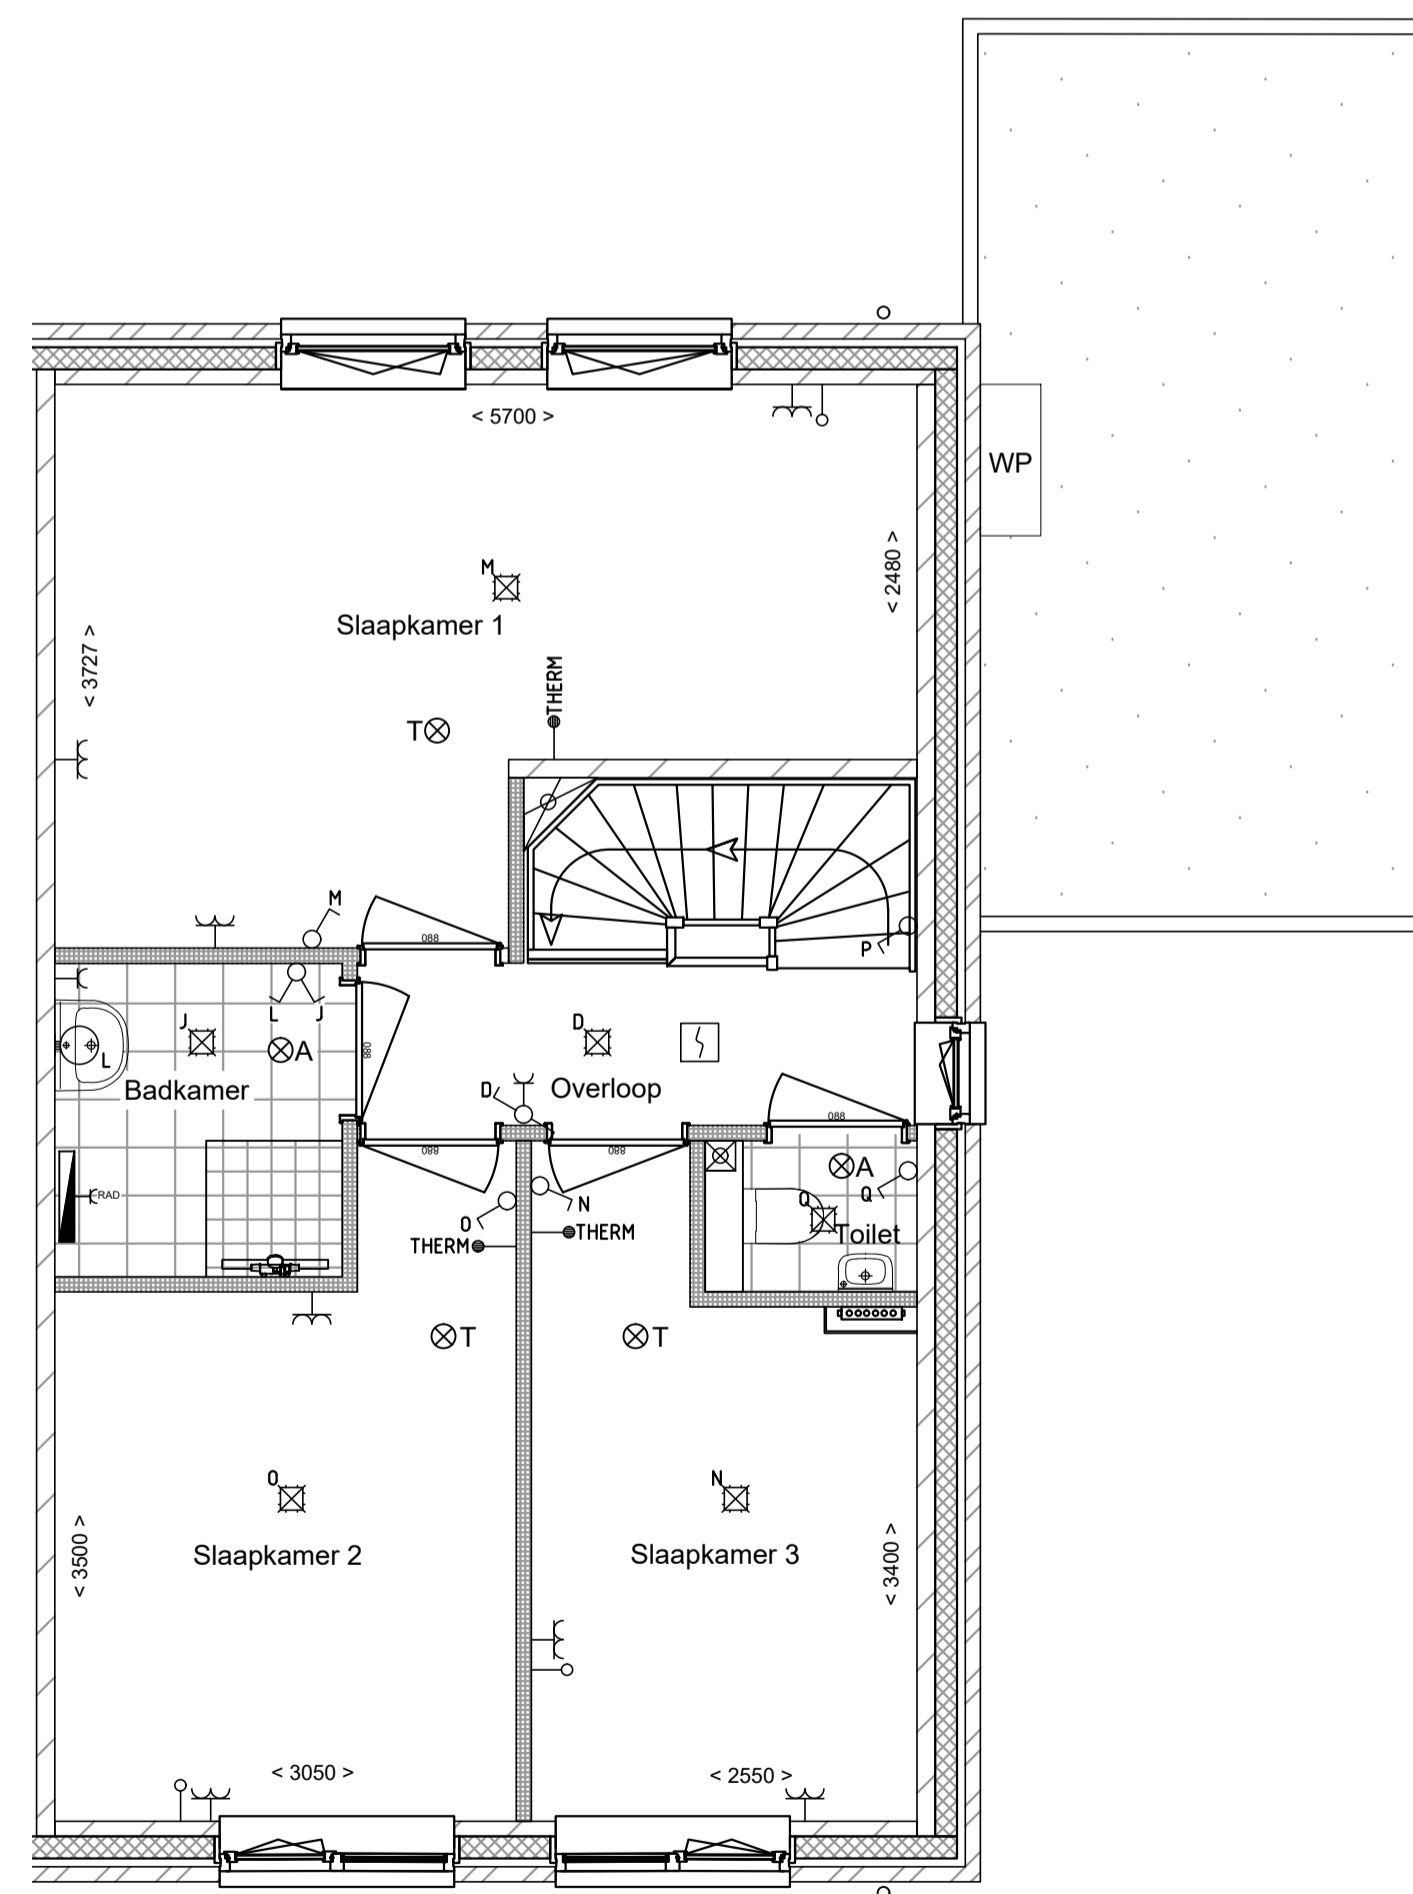 < 5700 >
WP
< 2480 >
M
Slaapkamer 1
< 3727 >
THERM
T
M
088
P
L J
J
D
A
L
088
Badkamer
D
Overloop
088
088
088
A
RAD
O
N
Q
Q
THERM
THERM
Toilet
T
T
O
N
< 3500 >
Slaapkamer 2
Slaapkamer 3
< 3400 >
< 3050 >
< 2550 >